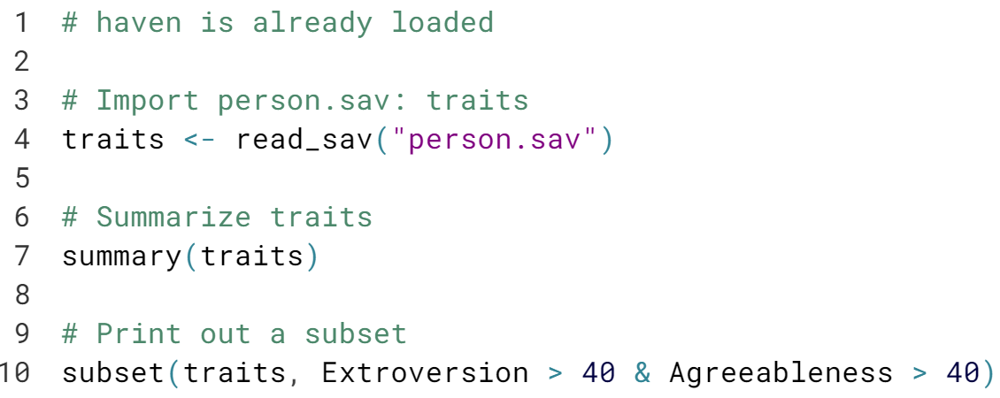 1 # haven is already loaded
2
3 # Import person.sav: traits
4 traits <- read_sav("person.sav")
5
6 # Summarize traits
7 summary(traits)
8
9 # Print out a subset
10 subset(traits, Extroversion > 40 & Agreeableness > 40)